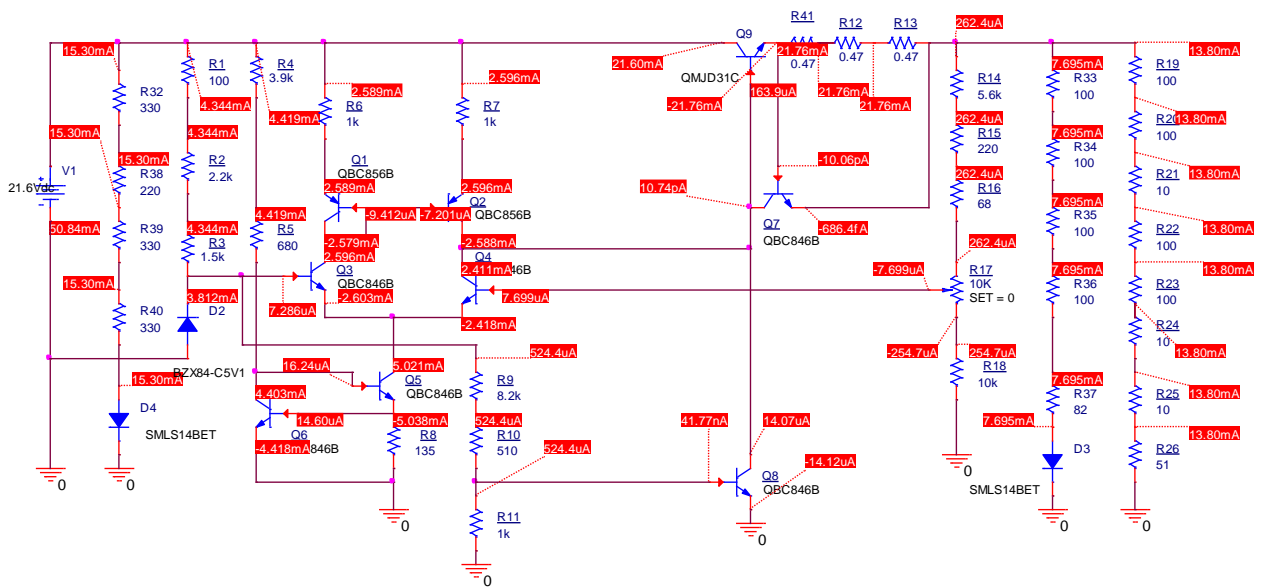 R41
R12
R13
262.4uA
Q9
15.30mA
21.76mA
13.80mA
21.60mA
0.47
0.47
0.47
R1
100
R4
3.9k
2.596mA
QMJD31C
7.695mA
R33
100
R19
100
R14
5.6k
2.589mA
163.9uA
R32
330
4.344mA
-21.76mA
21.76mA
21.76mA
R6
1k
R7
1k
13.80mA
262.4uA
R20
100
4.419mA
15.30mA
4.344mA
7.695mA
R15
220
R34
100
15.30mA
-10.06pA
13.80mA
V1
R38
220
R2
2.2k
Q1
QBC856B
R21
10
21.6Vdc
2.589mA
2.596mA
Q2
QBC856B
10.74pA
262.4uA
R16
68
7.695mA
13.80mA
-9.412uA
-7.201uA
4.419mA
Q7
QBC846B
-686.4fA
R35
100
R22
100
50.84mA
R39
330
4.344mA
R3
1.5k
R5
680
-2.579mA
2.596mA
-2.588mA
262.4uA
Q3
QBC846B
Q4
2.411mA
46B
-7.699uA
7.695mA
13.80mA
15.30mA
R17
10K
SET = 0
R36
100
R23
100
3.812mA
D2
7.286uA
-2.603mA
7.699uA
R40
330
-2.418mA
R24
10
-254.7uA
254.7uA
13.80mA
524.4uA
BZX84-C5V1
16.24uA
5.021mA
R18
10k
7.695mA
15.30mA
4.403mA
Q5
QBC846B
R9
8.2k
R37
82
R25
10
13.80mA
D4
14.60uA
-5.038mA
524.4uA
41.77nA
14.07uA
7.695mA
13.80mA
SMLS14BET
Q6
-4.418mA
846B
R8
135
R10
510
524.4uA
-14.12uA
0
D3
R26
51
Q8
QBC846B
SMLS14BET
0
0
0
R11
1k
0
0
0
0